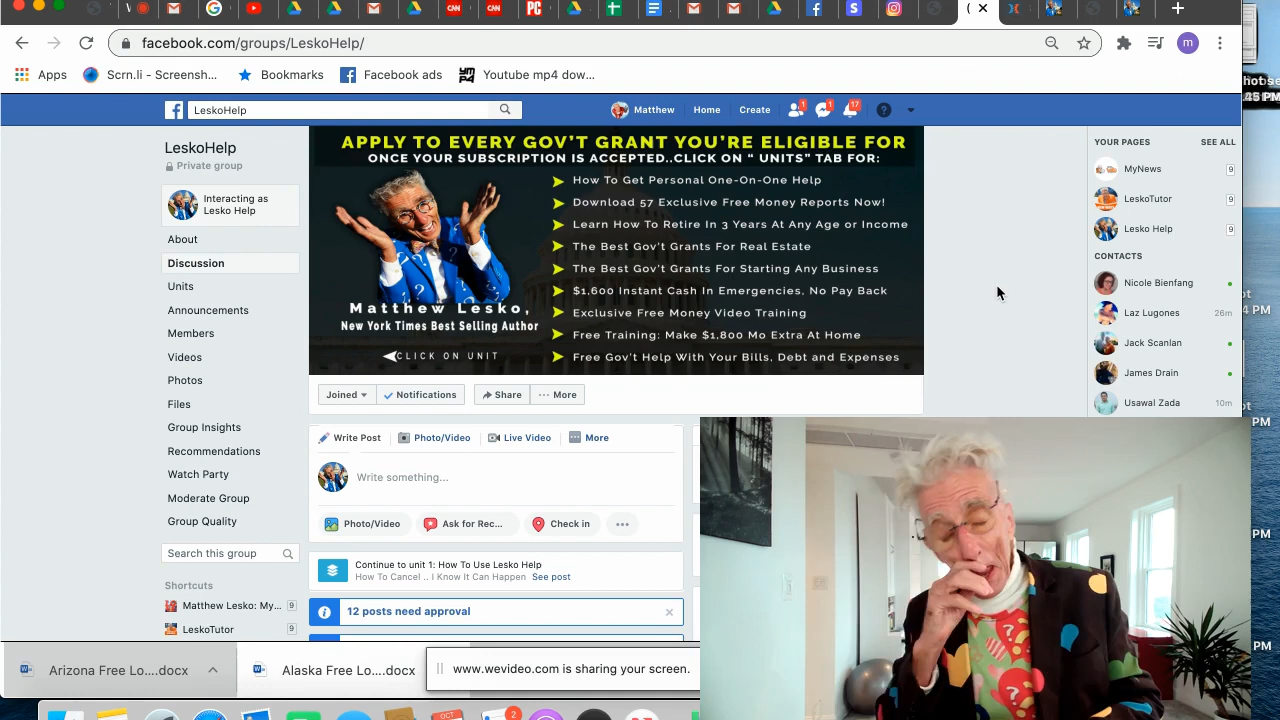 facebook.com/groups/LeskoHelp/
Apps
Scrn.li - Screensh...
Bookmarks
Facebook ads
Youtube mp4 dow...
LeskoHelp
Matthew
Home
Create
1
1
17
LeskoHelp
Private group
Interacting as
Lesko Help
About
Discussion
Units
Announcements
Members
Videos
Photos
Files
Group Insights
Recommendations
Watch Party
Moderate Group
Group Quality
Search this group
Shortcuts
Matthew Lesko: My... 9
LeskoTutor 9
APPLY TO EVERY GOV'T GRANT YOU'RE ELIGIBLE FOR
ONCE YOUR SUBSCRIPTION IS ACCEPTED..CLICK ON " UNITS" TAB FOR:
How To Get Personal One-On-One Help
Download 57 Exclusive Free Money Reports Now!
Learn How To Retire In 3 Years At Any Age or Income
The Best Gov't Grants For Real Estate
The Best Gov't Grants For Starting Any Business
$1,600 Instant Cash In Emergencies, No Pay Back
Exclusive Free Money Video Training
Free Training: Make $1,800 Mo Extra At Home
Free Gov't Help With Your Bills, Debt and Expenses
Matthew Lesko,
New York Times Best Selling Author
CLICK ON UNIT
Joined
Notifications
Share
More
Write Post
Photo/Video
Live Video
More
Write something...
Photo/Video
Ask for Rec...
Check in
Continue to unit 1: How To Use Lesko Help
How To Cancel .. I Know It Can Happen See post
12 posts need approval
YOUR PAGES SEE ALL
MyNews 9
LeskoTutor 9
Lesko Help 9
CONTACTS
Nicole Bienfang
Laz Lugones 26m
Jack Scanlan
James Drain
Usawal Zada 10m
Arizona Free Lo....docx
Alaska Free Lo....docx
www.wevideo.com is sharing your screen.
OCT
2